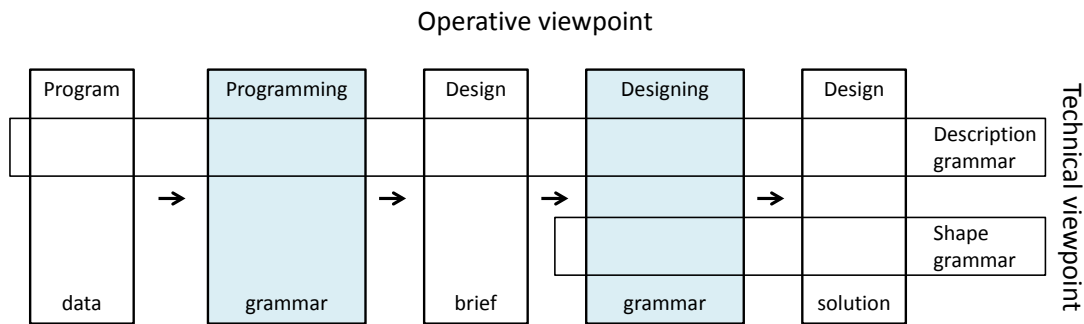 Operative viewpoint
Program
Programming
Design
Designing
Design
Description
grammar
Shape
grammar
data
grammar
brief
grammar
solution
Technical viewpoint